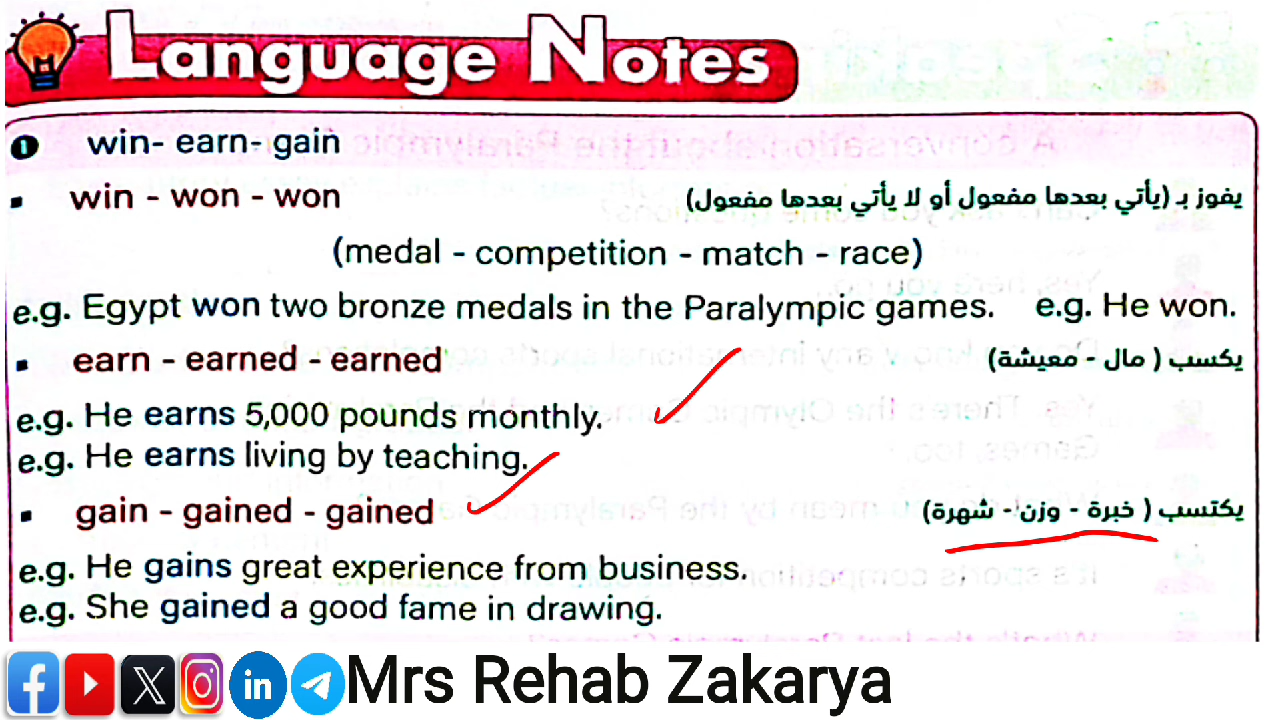 Language Notes
1 win- earn- gain
▪ win - won - won يفوز بـ (يأتي بعدها مفعول أو لا يأتي بعدها مفعول)
(medal - competition - match - race)
e.g. Egypt won two bronze medals in the Paralympic games. e.g. He won.
▪ earn - earned - earned يكسب ( مال - معيشة)
e.g. He earns 5,000 pounds monthly.
e.g. He earns living by teaching.
▪ gain - gained - gained يكتسب ( خبرة - وزن- شهرة)
e.g. He gains great experience from business.
e.g. She gained a good fame in drawing.
Mrs Rehab Zakarya